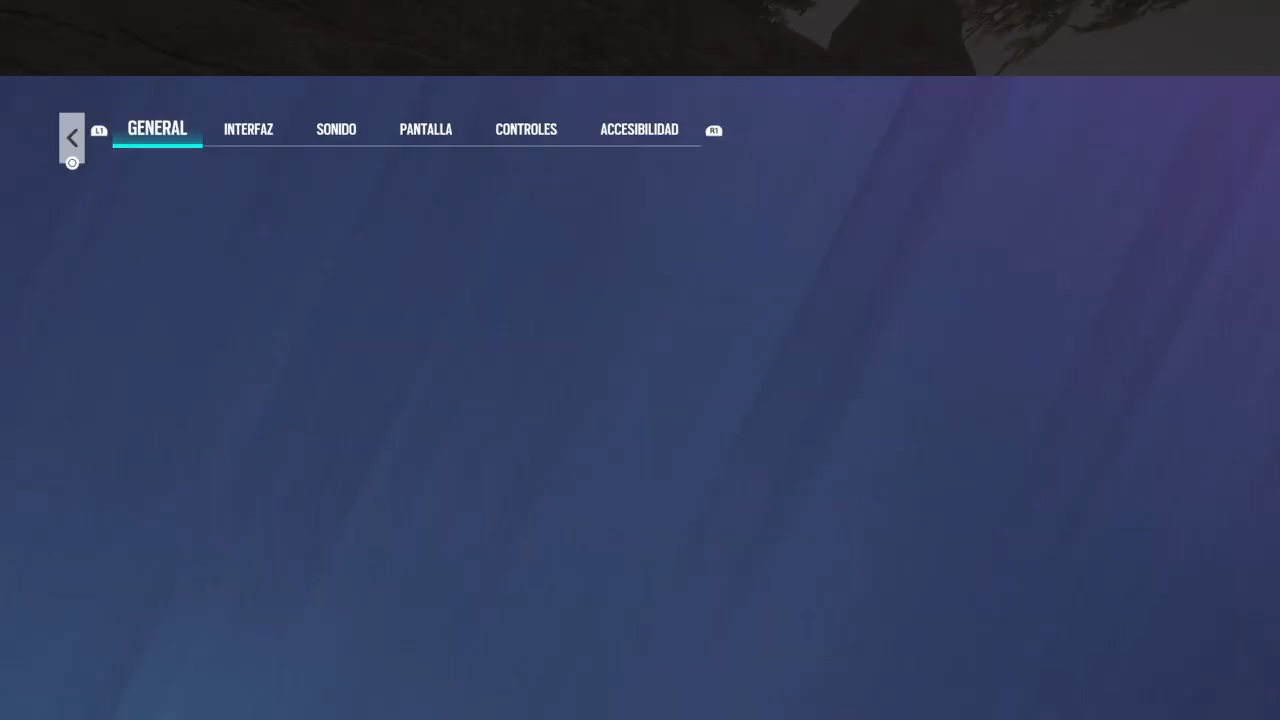 L1 GENERAL INTERFAZ SONIDO PANTALLA CONTROLES ACCESIBILIDAD R1